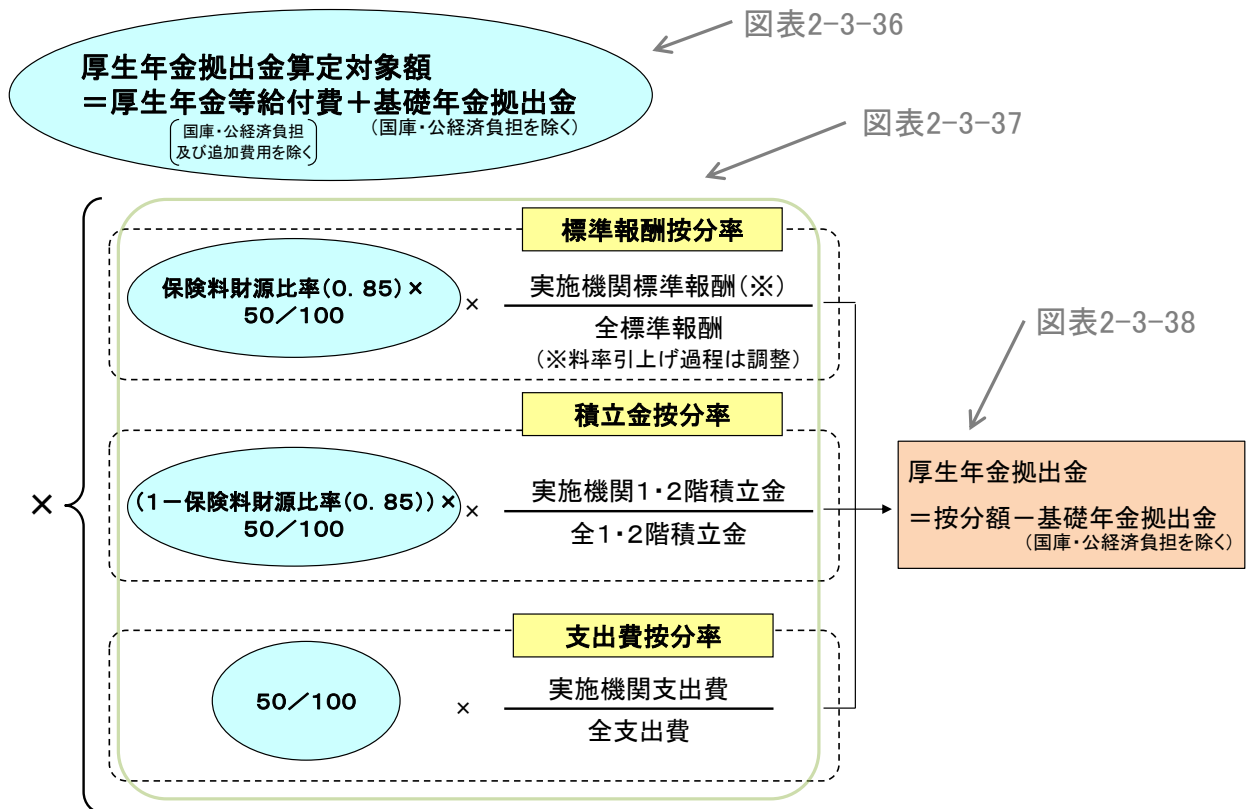 図表2-3-36
厚生年金拠出金算定対象額
＝厚生年金等給付費＋基礎年金拠出金
国庫・公経済負担
及び追加費用を除く
(国庫・公経済負担を除く)
図表2-3-37
×
標準報酬按分率
保険料財源比率(0．85)×
50／100
×
実施機関標準報酬(※)
全標準報酬
(※料率引上げ過程は調整)
図表2-3-38
積立金按分率
(1－保険料財源比率(0．85))×
50／100
×
実施機関1・2階積立金
全1・2階積立金
厚生年金拠出金
＝按分額－基礎年金拠出金
(国庫・公経済負担を除く)
支出費按分率
50／100
×
実施機関支出費
全支出費